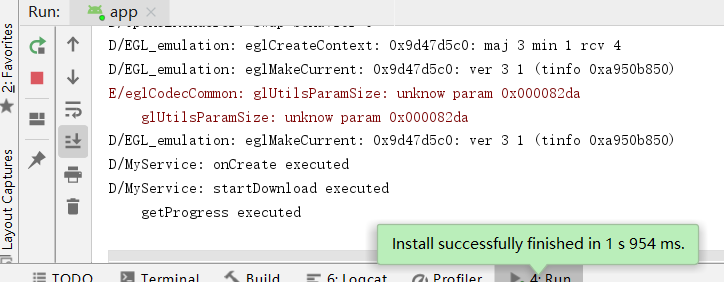 Run:
app
D/EGL_emulation: eglCreateContext: 0x9d47d5c0: maj 3 min 1 rcv 4
D/EGL_emulation: eglMakeCurrent: 0x9d47d5c0: ver 3 1 (tinfo 0xa950b850)
E/eglCodecCommon: glUtilsParamSize: unknow param 0x000082da
glUtilsParamSize: unknow param 0x000082da
D/EGL_emulation: eglMakeCurrent: 0x9d47d5c0: ver 3 1 (tinfo 0xa950b850)
D/MyService: onCreate executed
D/MyService: startDownload executed
getProgress executed
Install successfully finished in 1 s 954 ms.
2: Favorites
Layout Captures
TODO
Terminal
Build
6: Logcat
Profiler
4: Run